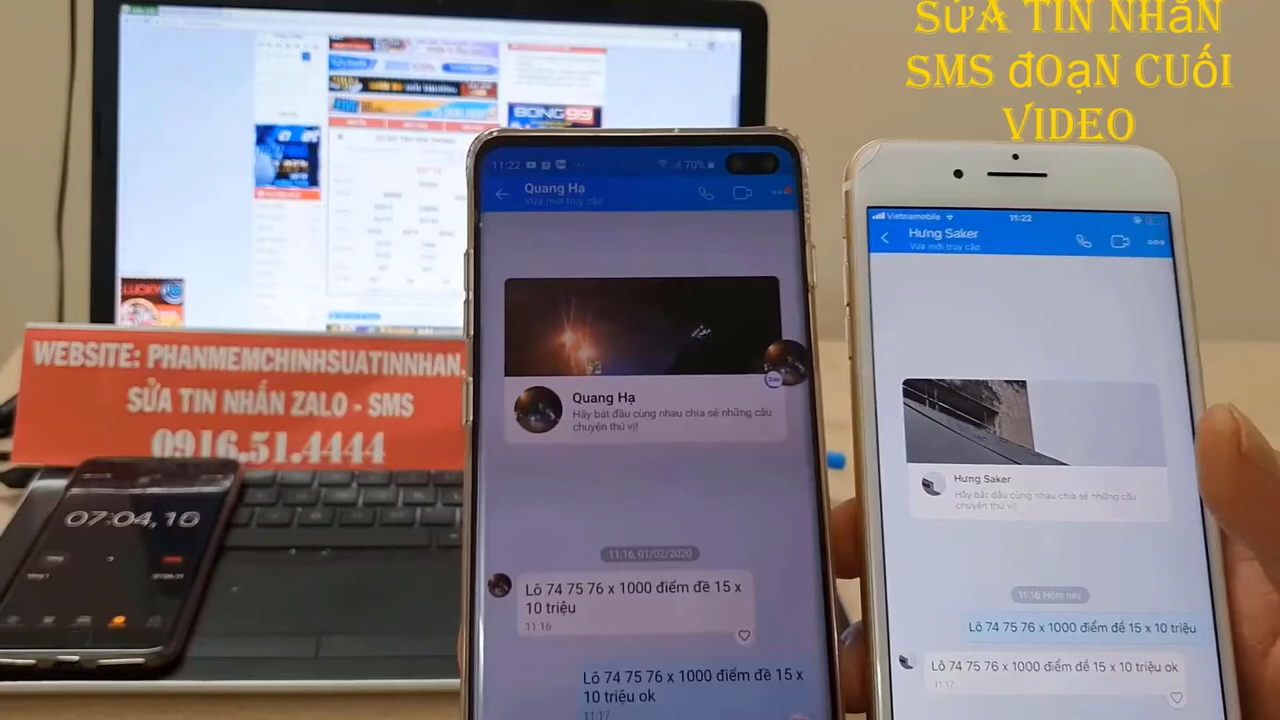 SỬA TIN NHẮN
SMS ĐOẠN CUỐI
VIDEO
BONG99
LUCKY
WEBSITE: PHANMEMCHINHSUATINNHAN.
SỬA TIN NHẮN ZALO - SMS
0916.51.4444
07:04,10
11:22
70%
Quang Hạ
Vừa mới truy cập
Quang Hạ
Hãy bắt đầu cùng nhau chia sẻ những câu
chuyện thú vị!
11:16, 01/02/2020
Lô 74 75 76 x 1000 điểm đề 15 x
10 triệu
11:16
Lô 74 75 76 x 1000 điểm đề 15 x
10 triệu ok
11:17
Vietnamobile
11:22
Hưng Saker
Vừa mới truy cập
Hưng Saker
Hãy bắt đầu cùng nhau chia sẻ những câu
chuyện thú vị!
11:16 Hôm nay
Lô 74 75 76 x 1000 điểm đề 15 x 10 triệu
Lô 74 75 76 x 1000 điểm đề 15 x 10 triệu ok
11:17